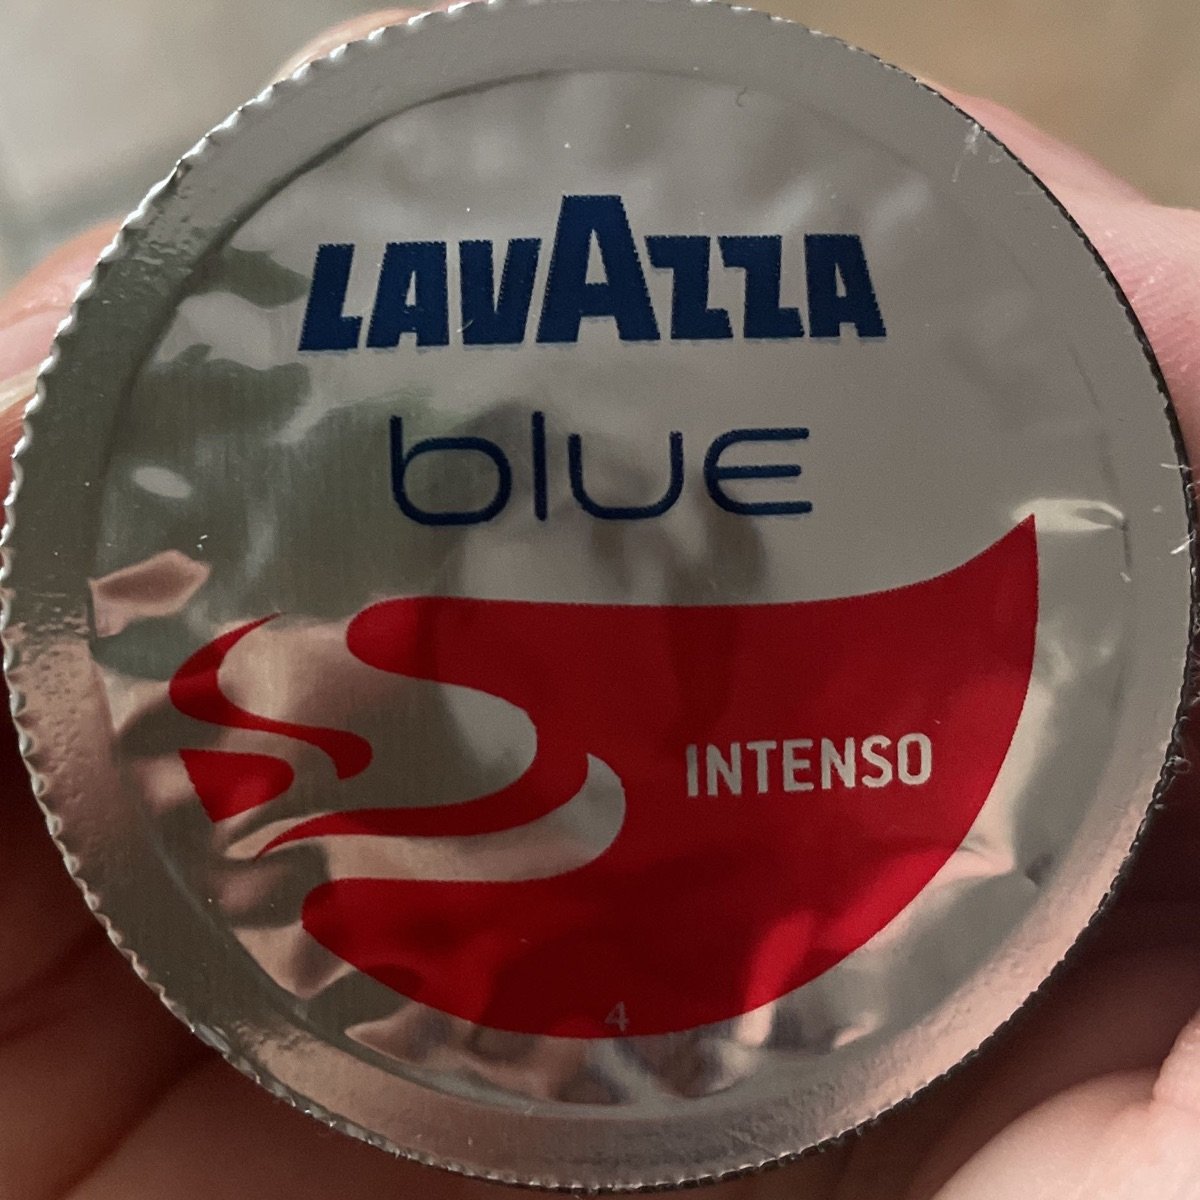 LAVAZZA
blue
INTENSO
4